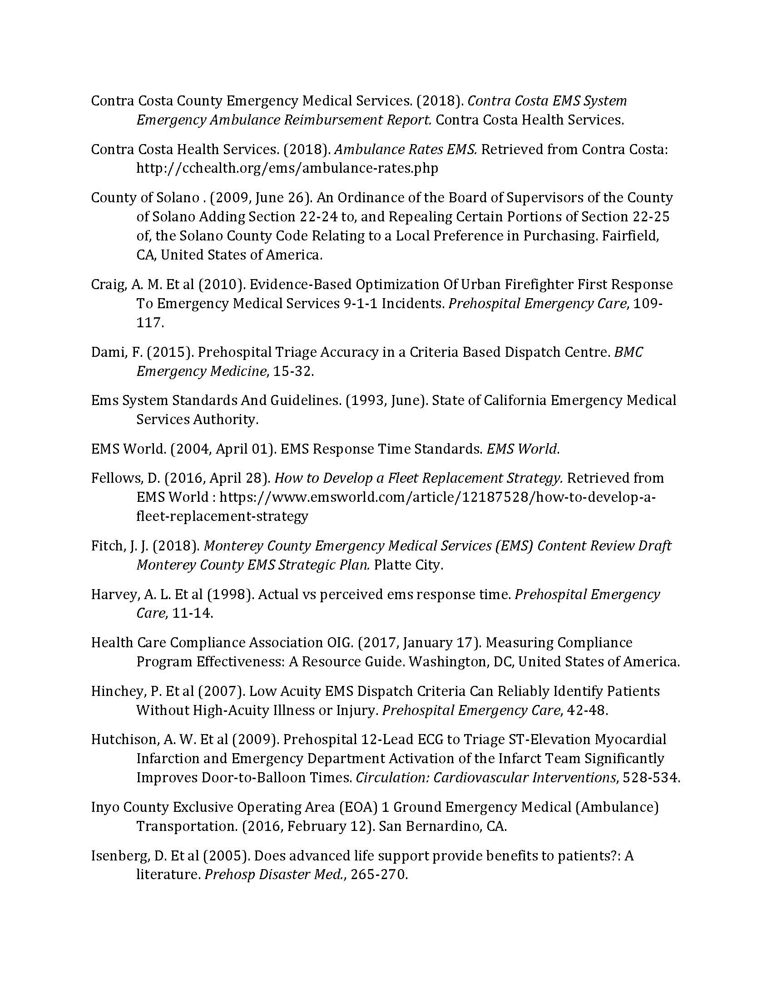 Contra Costa County Emergency Medical Services. (2018). Contra Costa EMS System
Emergency Ambulance Reimbursement Report. Contra Costa Health Services.
Contra Costa Health Services. (2018). Ambulance Rates EMS. Retrieved from Contra Costa:
http://cchealth.org/ems/ambulance-rates.php
County of Solano . (2009, June 26). An Ordinance of the Board of Supervisors of the County
of Solano Adding Section 22-24 to, and Repealing Certain Portions of Section 22-25
of, the Solano County Code Relating to a Local Preference in Purchasing. Fairfield,
CA, United States of America.
Craig, A. M. Et al (2010). Evidence-Based Optimization Of Urban Firefighter First Response
To Emergency Medical Services 9-1-1 Incidents. Prehospital Emergency Care, 109-
117.
Dami, F. (2015). Prehospital Triage Accuracy in a Criteria Based Dispatch Centre. BMC
Emergency Medicine, 15-32.
Ems System Standards And Guidelines. (1993, June). State of California Emergency Medical
Services Authority.
EMS World. (2004, April 01). EMS Response Time Standards. EMS World.
Fellows, D. (2016, April 28). How to Develop a Fleet Replacement Strategy. Retrieved from
EMS World : https://www.emsworld.com/article/12187528/how-to-develop-a-
fleet-replacement-strategy
Fitch, J. J. (2018). Monterey County Emergency Medical Services (EMS) Content Review Draft
Monterey County EMS Strategic Plan. Platte City.
Harvey, A. L. Et al (1998). Actual vs perceived ems response time. Prehospital Emergency
Care, 11-14.
Health Care Compliance Association OIG. (2017, January 17). Measuring Compliance
Program Effectiveness: A Resource Guide. Washington, DC, United States of America.
Hinchey, P. Et al (2007). Low Acuity EMS Dispatch Criteria Can Reliably Identify Patients
Without High-Acuity Illness or Injury. Prehospital Emergency Care, 42-48.
Hutchison, A. W. Et al (2009). Prehospital 12-Lead ECG to Triage ST-Elevation Myocardial
Infarction and Emergency Department Activation of the Infarct Team Significantly
Improves Door-to-Balloon Times. Circulation: Cardiovascular Interventions, 528-534.
Inyo County Exclusive Operating Area (EOA) 1 Ground Emergency Medical (Ambulance)
Transportation. (2016, February 12). San Bernardino, CA.
Isenberg, D. Et al (2005). Does advanced life support provide benefits to patients?: A
literature. Prehosp Disaster Med., 265-270.